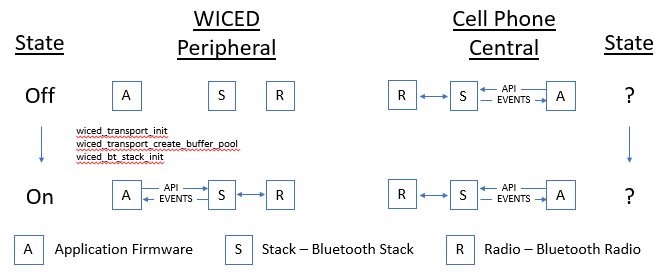 WICED
Peripheral
Cell Phone
Central
State
State
Off
A
S
R
R
S
API
EVENTS
A
?
wiced_transport_init
wiced_transport_create_buffer_pool
wiced_bt_stack_init
On
A
API
EVENTS
S
R
R
S
API
EVENTS
A
?
A Application Firmware
S Stack – Bluetooth Stack
R Radio – Bluetooth Radio